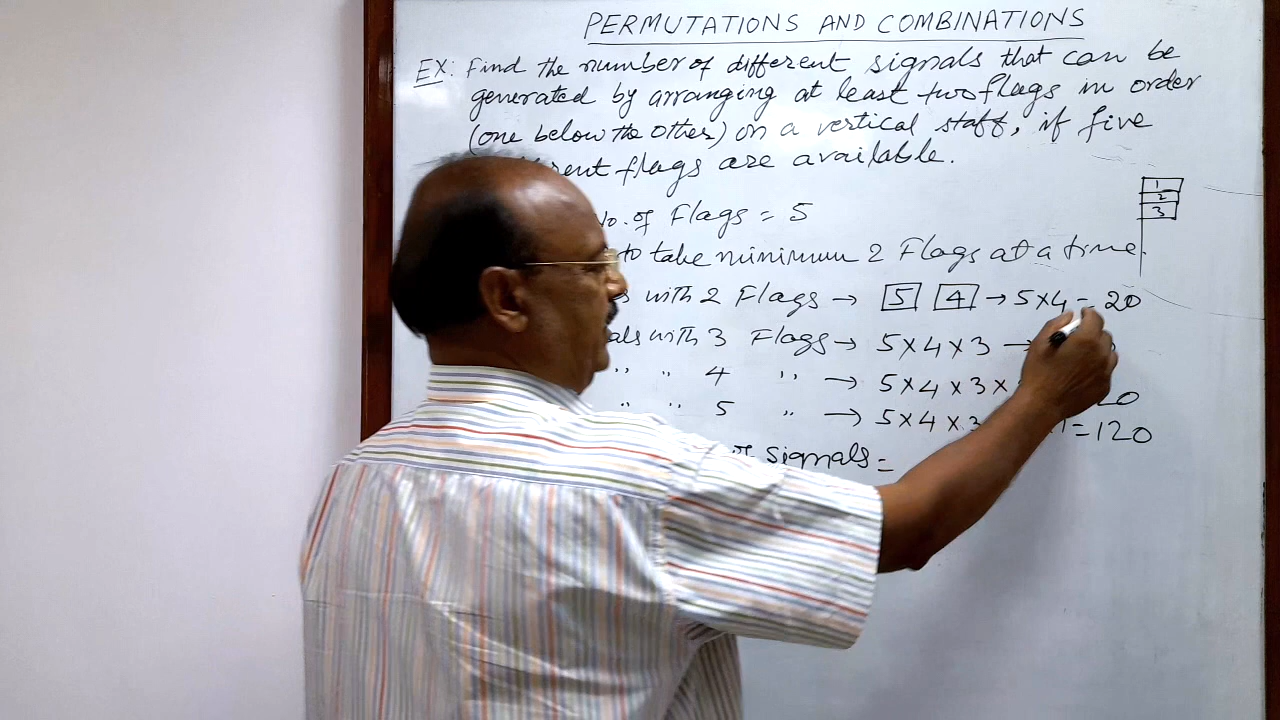 PERMUTATIONS AND COMBINATIONS
EX: Find the number of different signals that can be
generated by arranging at least two flags in order
(one below the other) on a vertical staff, if five
flags are available.
1
2
3
of Flags = 5
to take minimum 2 Flags at a time.
with 2 Flags → 5 4 → 5×4 = 20
with 3 Flags → 5×4×3 →
" " 4 " → 5×4×3×
" " 5 " → 5×4×3 1=120
of signals =